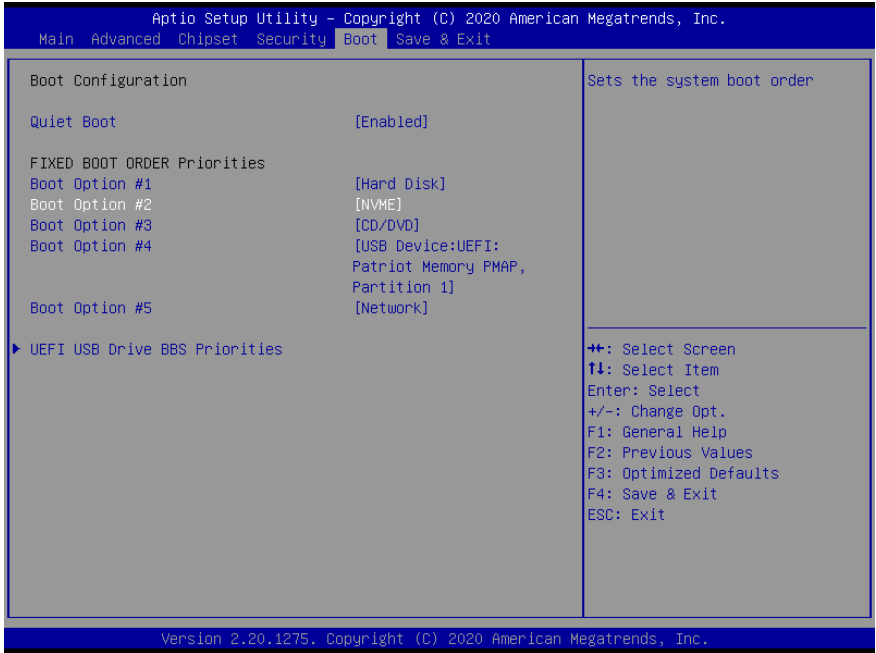 Aptio Setup Utility – Copyright (C) 2020 American Megatrends, Inc.
Main Advanced Chipset Security Boot Save & Exit
Boot Configuration
Quiet Boot [Enabled]
FIXED BOOT ORDER Priorities
Boot Option #1 [Hard Disk]
Boot Option #2 [NVME]
Boot Option #3 [CD/DVD]
Boot Option #4 [USB Device:UEFI:
Patriot Memory PMAP,
Partition 1]
Boot Option #5 [Network]
▶ UEFI USB Drive BBS Priorities
Sets the system boot order
→←: Select Screen
↑↓: Select Item
Enter: Select
+/-: Change Opt.
F1: General Help
F2: Previous Values
F3: Optimized Defaults
F4: Save & Exit
ESC: Exit
Version 2.20.1275. Copyright (C) 2020 American Megatrends, Inc.